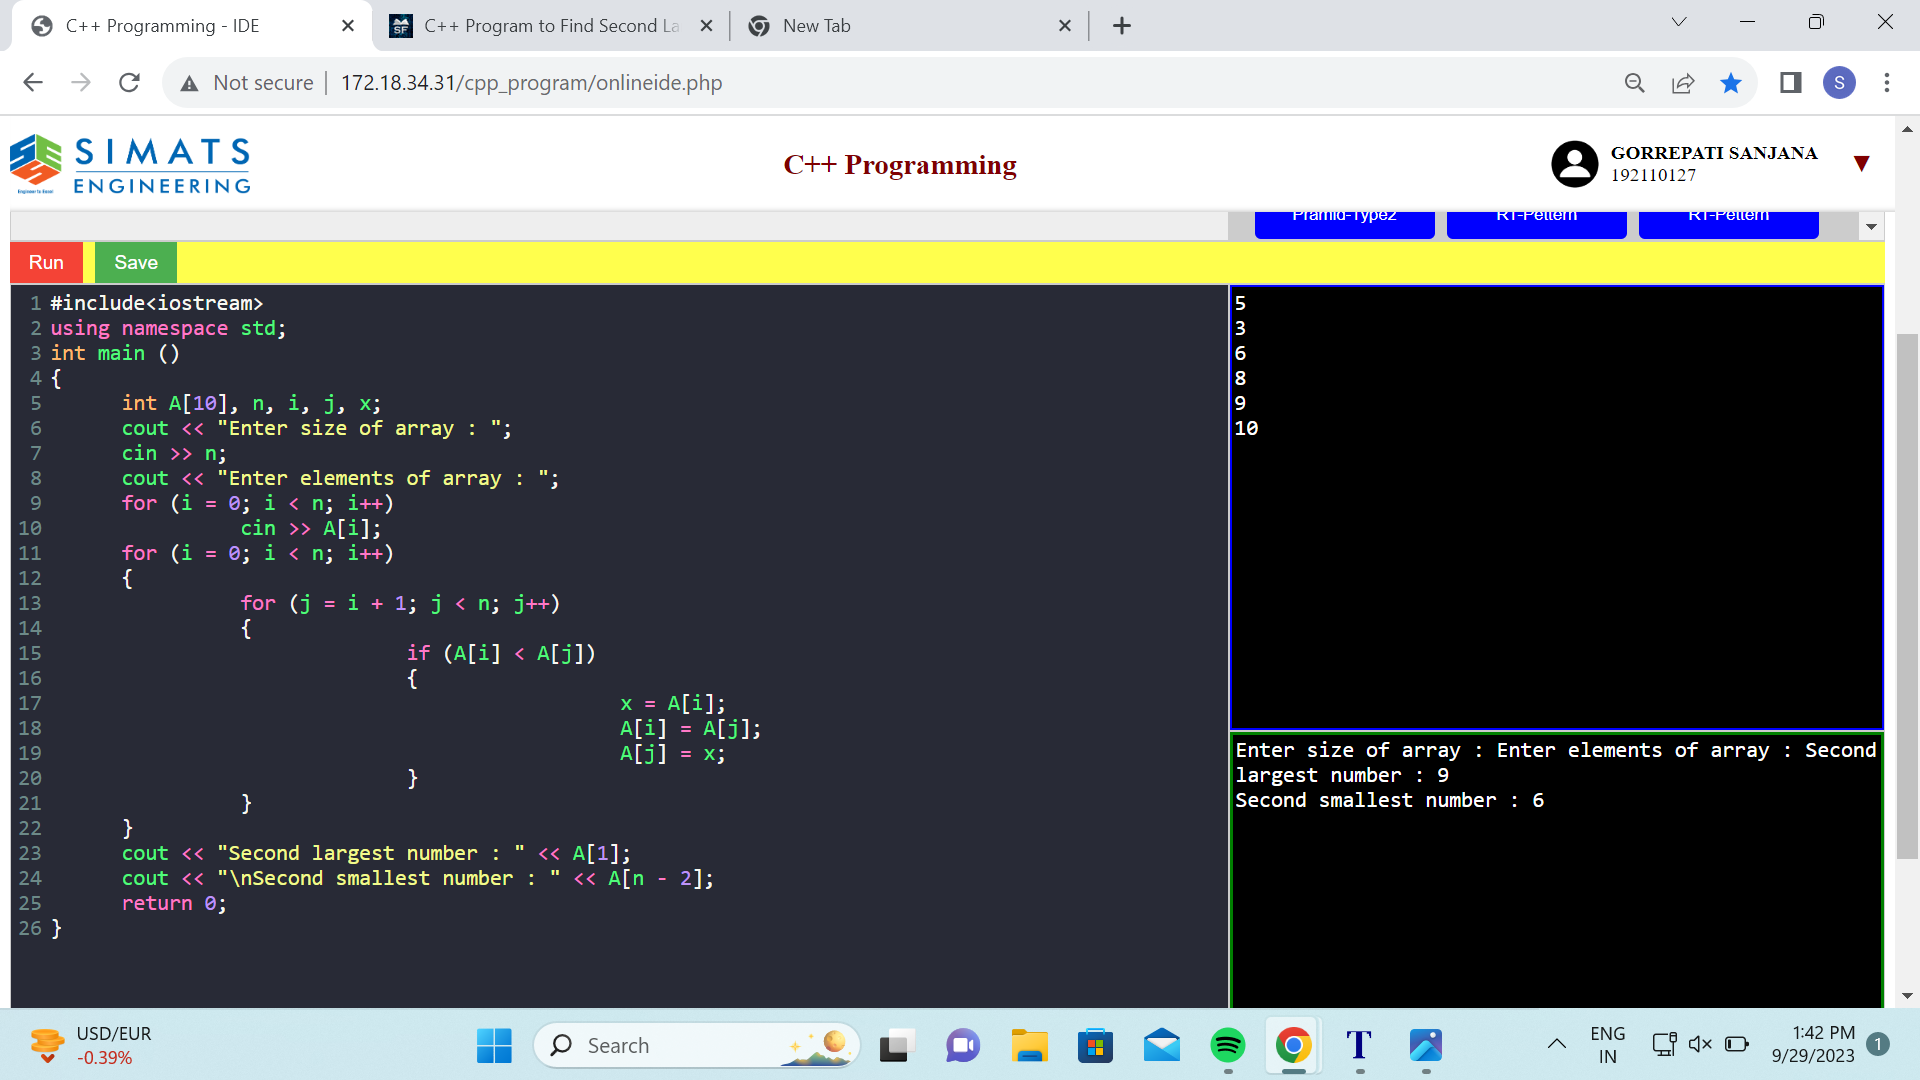 C++ Programming - IDE
C++ Program to Find Second La
New Tab
Not secure
172.18.34.31/cpp_program/onlineide.php
S
SIMATS
ENGINEERING
Engineer to Excel
C++ Programming
GORREPATI SANJANA
192110127
Pramid-Type2
RT-Pettern
RT-Pettern
Run
Save
1 #include<iostream>
2 using namespace std;
3 int main ()
4 {
5 int A[10], n, i, j, x;
6 cout << "Enter size of array : ";
7 cin >> n;
8 cout << "Enter elements of array : ";
9 for (i = 0; i < n; i++)
10 cin >> A[i];
11 for (i = 0; i < n; i++)
12 {
13 for (j = i + 1; j < n; j++)
14 {
15 if (A[i] < A[j])
16 {
17 x = A[i];
18 A[i] = A[j];
19 A[j] = x;
20 }
21 }
22 }
23 cout << "Second largest number : " << A[1];
24 cout << "\nSecond smallest number : " << A[n - 2];
25 return 0;
26 }
5
3
6
8
9
10
Enter size of array : Enter elements of array : Second
largest number : 9
Second smallest number : 6
USD/EUR
-0.39%
Search
T
ENG
IN
1:42 PM
9/29/2023
1